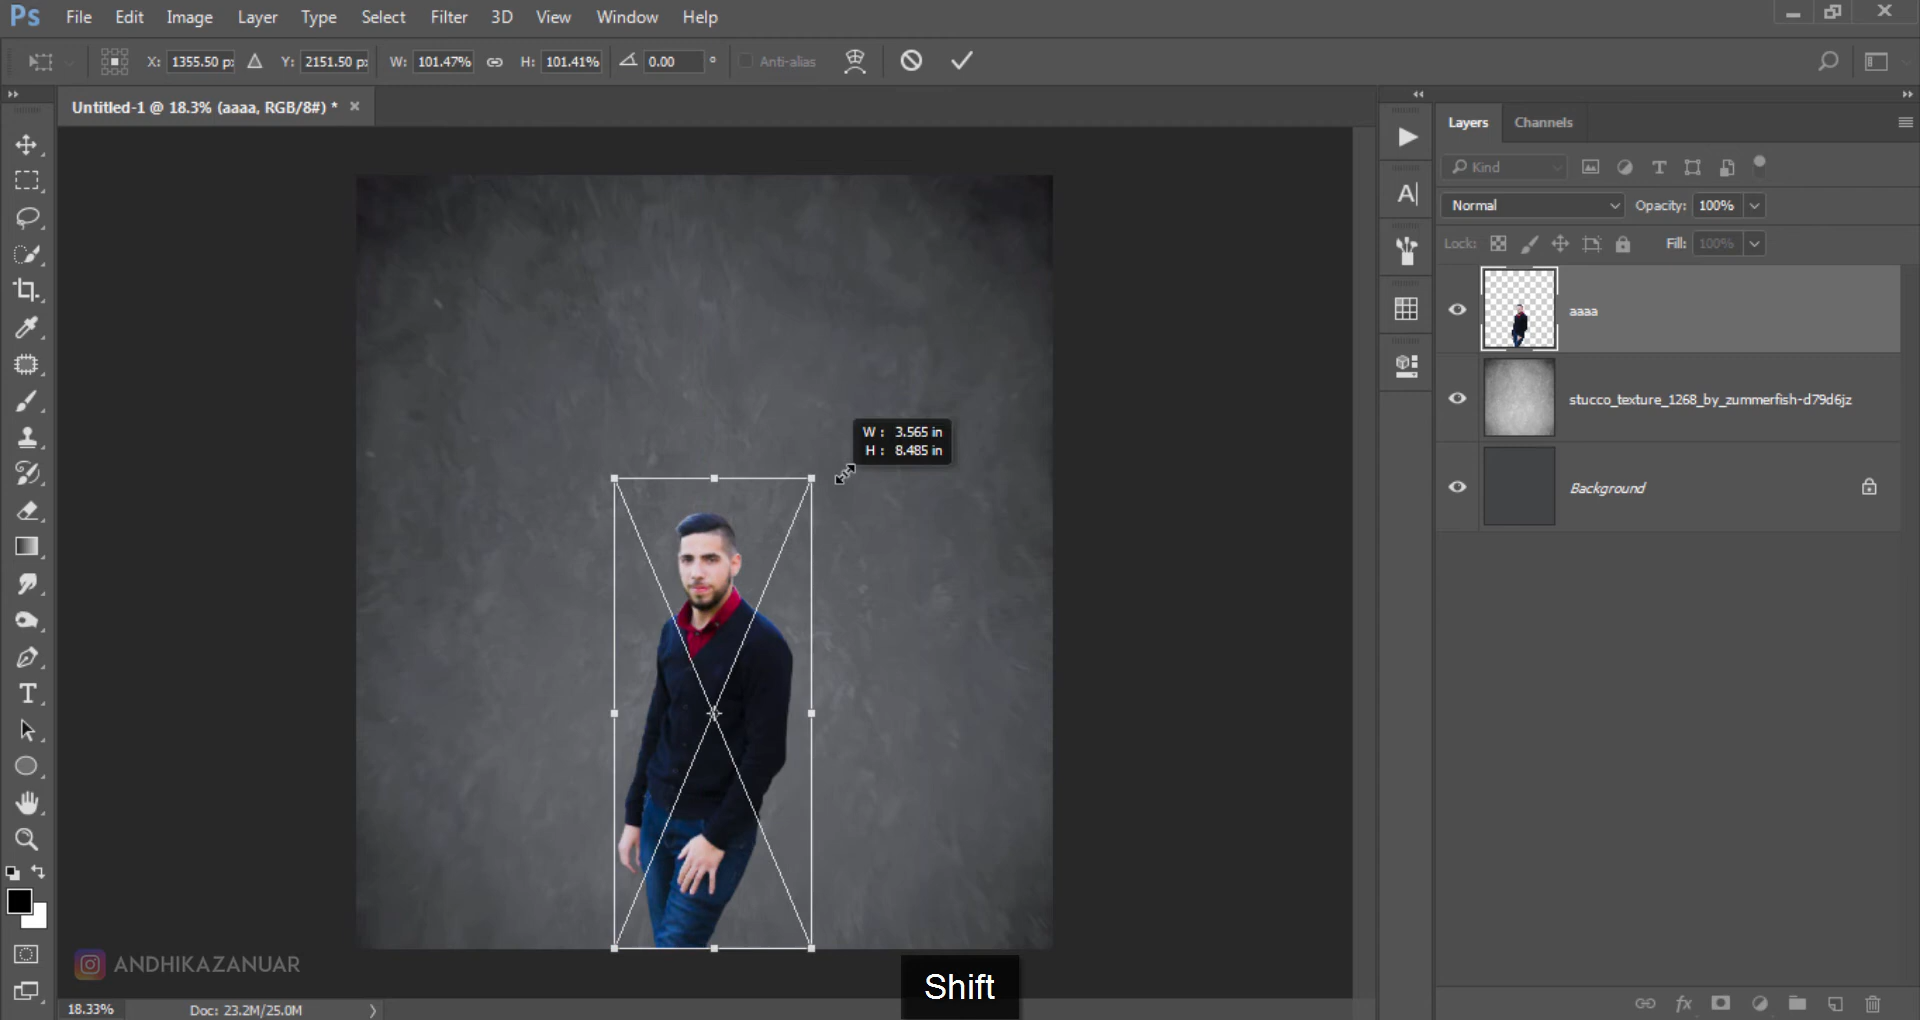 Ps File Edit Image Layer Type Select Filter 3D View Window Help
X: 1355.50 px Y: 2151.50 px W: 101.47% H: 101.41% 0.00 ° Anti-alias
Untitled-1 @ 18.3% (aaaa, RGB/8#) * ×
Layers Channels
Kind
Normal Opacity: 100%
Lock: Fill: 100%
aaaa
stucco_texture_1268_by_zummerfish-d79d6jz
Background
W : 3.565 in
H : 8.485 in
ANDHIKAZANUAR
Shift
18.33% Doc: 23.2M/25.0M